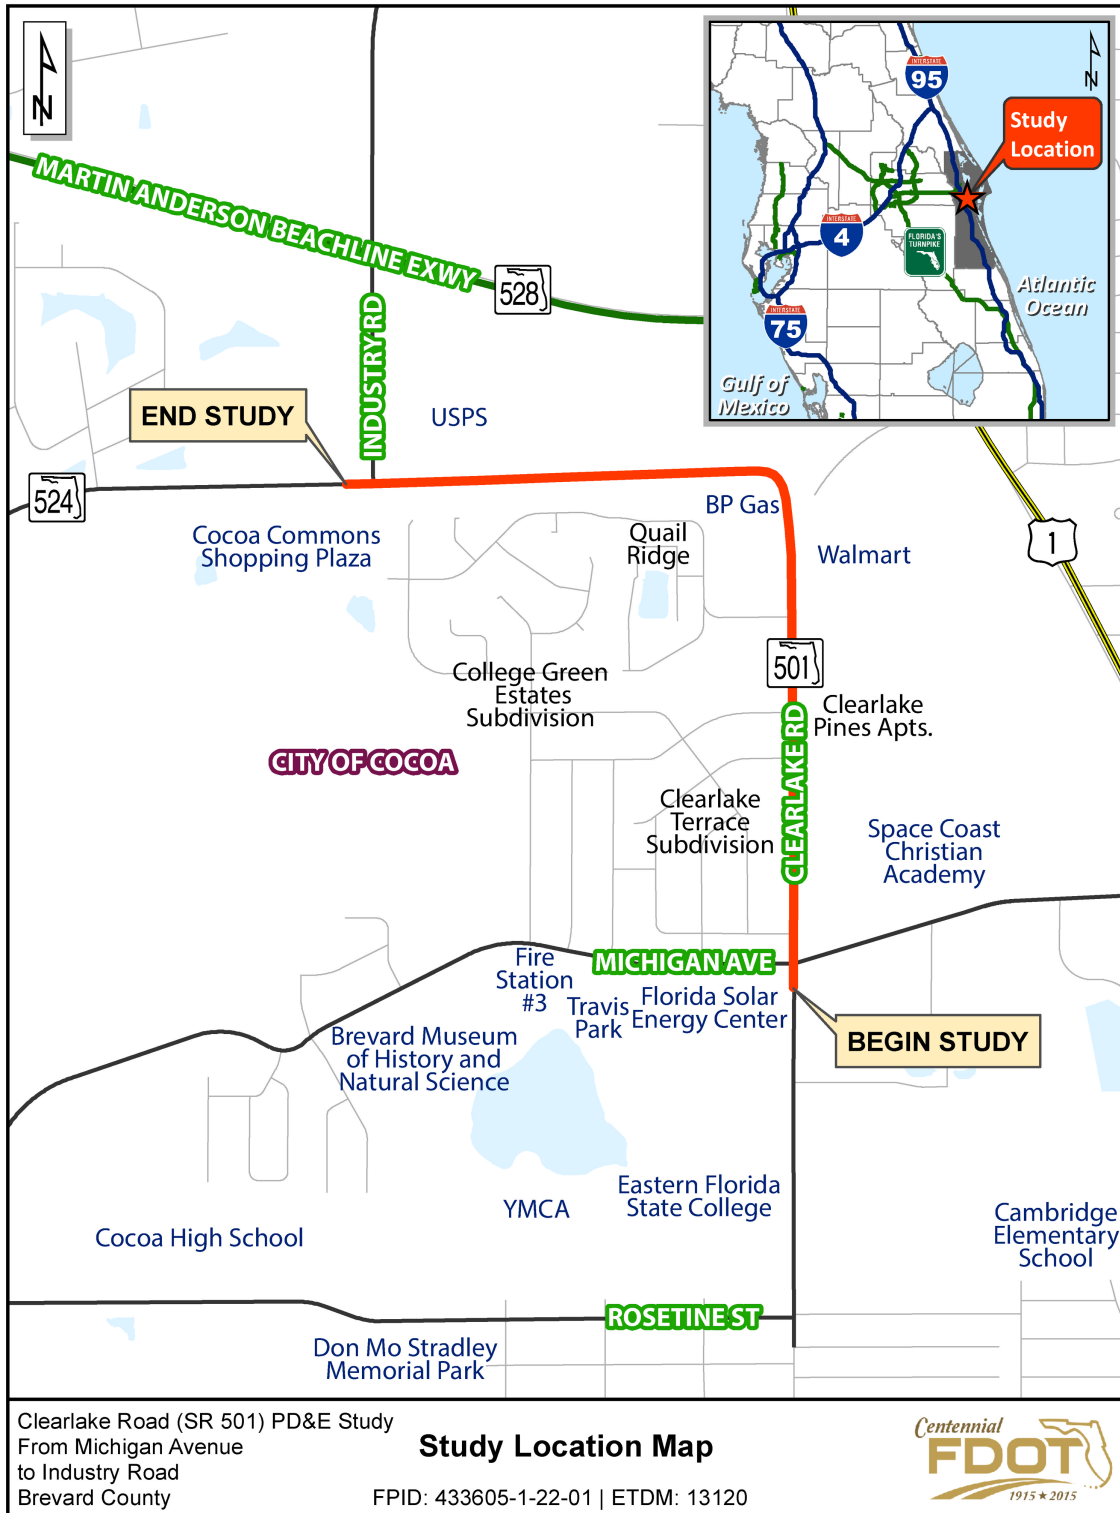 N
INTERSTATE
95
N
Study
Location
MARTIN ANDERSON BEACHLINE EXWY
528
INTERSTATE
4
FLORIDA'S
TURNPIKE
Atlantic
Ocean
INTERSTATE
75
Gulf of
Mexico
INDUSTRY RD
END STUDY
USPS
524
BP Gas
Cocoa Commons
Shopping Plaza
Quail
Ridge
Walmart
1
501
College Green
Estates
Subdivision
Clearlake
Pines Apts.
CITY OF COCOA
CLEARLAKE RD
Clearlake
Terrace
Subdivision
Space Coast
Christian
Academy
MICHIGAN AVE
Fire
Station
#3
Travis
Park
Florida Solar
Energy Center
BEGIN STUDY
Brevard Museum
of History and
Natural Science
YMCA
Eastern Florida
State College
Cocoa High School
Cambridge
Elementary
School
ROSETINE ST
Don Mo Stradley
Memorial Park
Clearlake Road (SR 501) PD&E Study
From Michigan Avenue
to Industry Road
Brevard County
Study Location Map
FPID: 433605-1-22-01 | ETDM: 13120
Centennial
FDOT
1915 ★ 2015